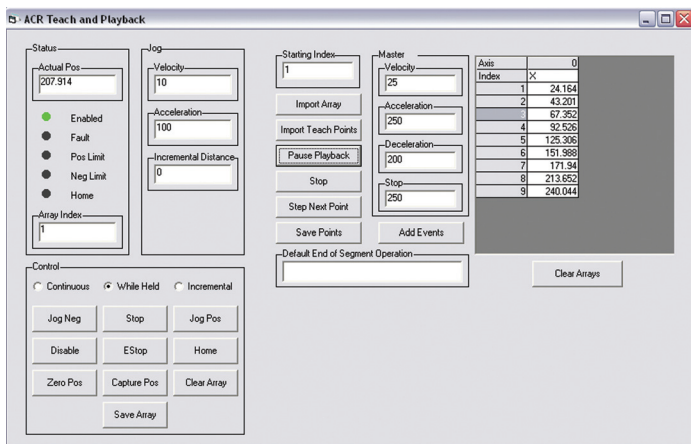 ACR Teach and Playback
Status
Actual Pos
207.914
Enabled
Fault
Pos Limit
Neg Limit
Home
Array Index
1
Jog
Velocity
10
Acceleration
100
Incremental Distance
0
Control
Continuous While Held Incremental
Jog Neg Stop Jog Pos
Disable EStop Home
Zero Pos Capture Pos Clear Array
Save Array
Starting Index
1
Import Array
Import Teach Points
Pause Playback
Stop
Step Next Point
Save Points
Master
Velocity
25
Acceleration
250
Deceleration
200
Stop
250
Add Events
Default End of Segment Operation
Axis 0
Index X
1 24.164
2 43.201
3 67.352
4 92.526
5 125.306
6 151.988
7 171.94
8 213.652
9 240.044
Clear Arrays